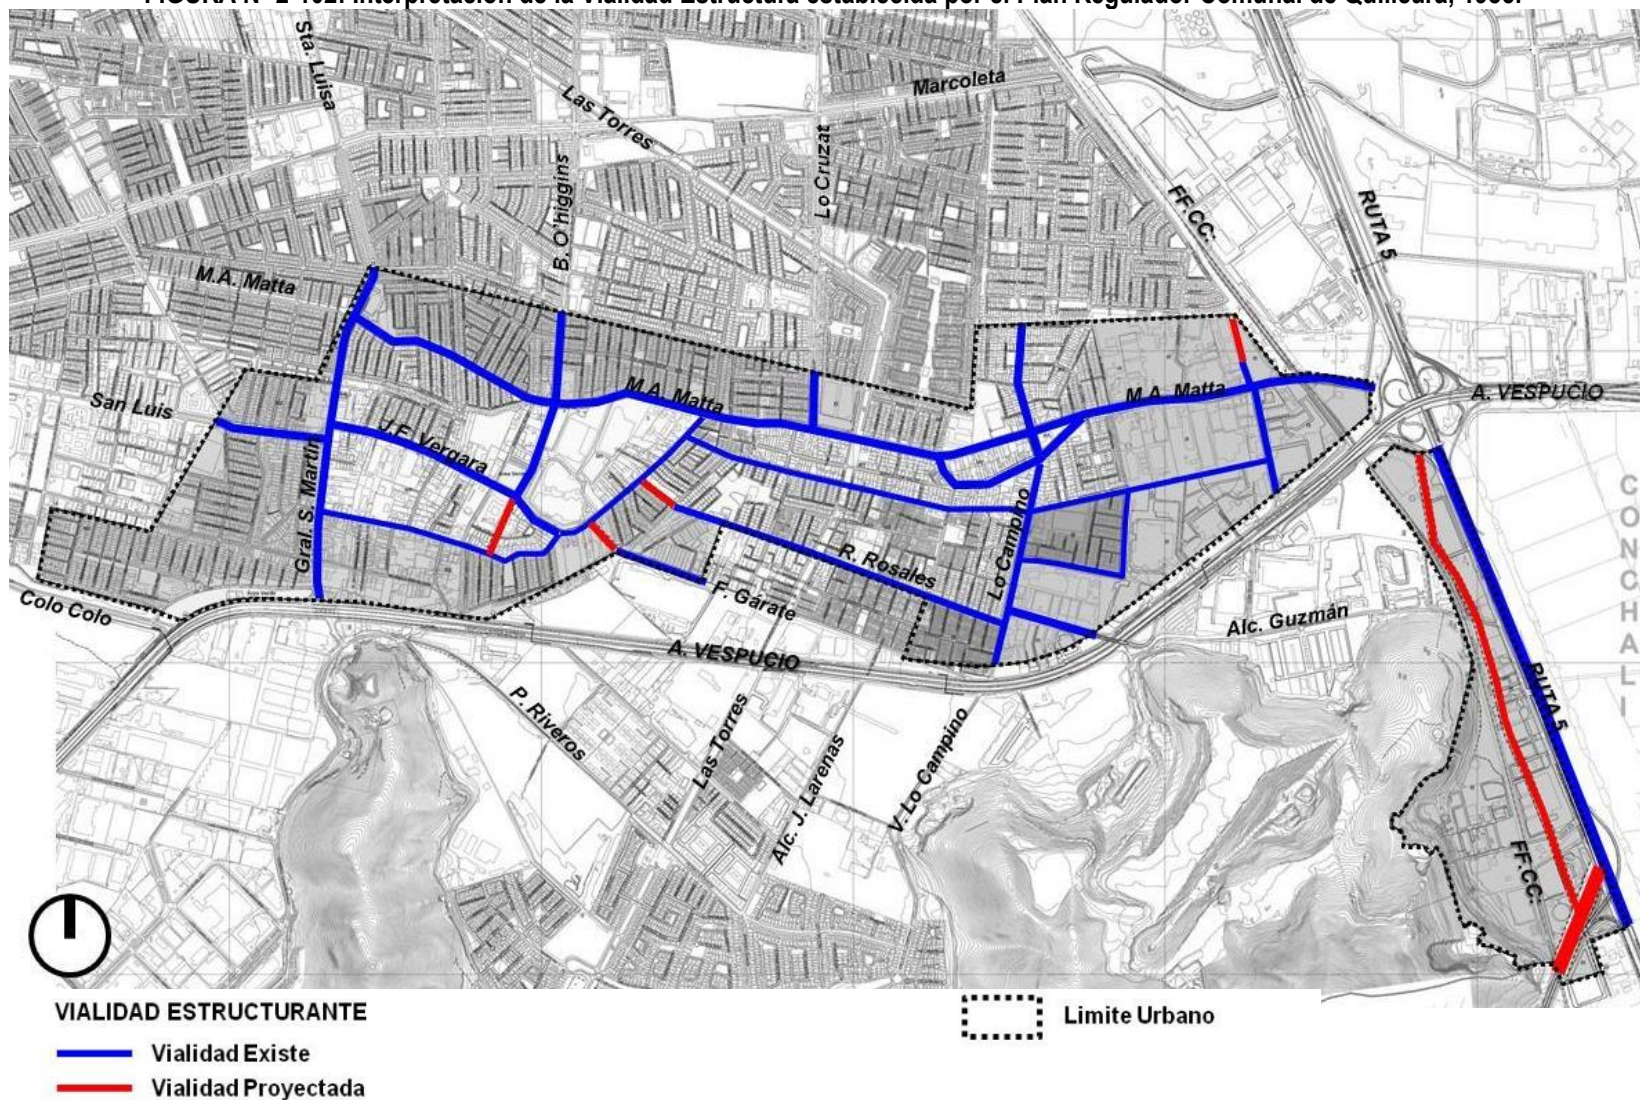 Sta. Luisa
Las Torres
Marcoleta
B. O'higgins
Lo Cruzat
FF.CC:
RUTA 5
M.A. Matta
San Luis
J.F. Vergara
M.A. Matta
M.A. Matta
A. VESPUCIO
Gral. S. Martin
Lo Campino
R. Rosales
F. Gárate
Colo Colo
A. VESPUCIO
Alc. Guzmán
CONCHALI
RUTA 5
P. Riveros
Las Torres
Alc. J. Larenas
V. Lo Campino
FF.CC:
VIALIDAD ESTRUCTURANTE
Vialidad Existe
Vialidad Proyectada
Limite Urbano